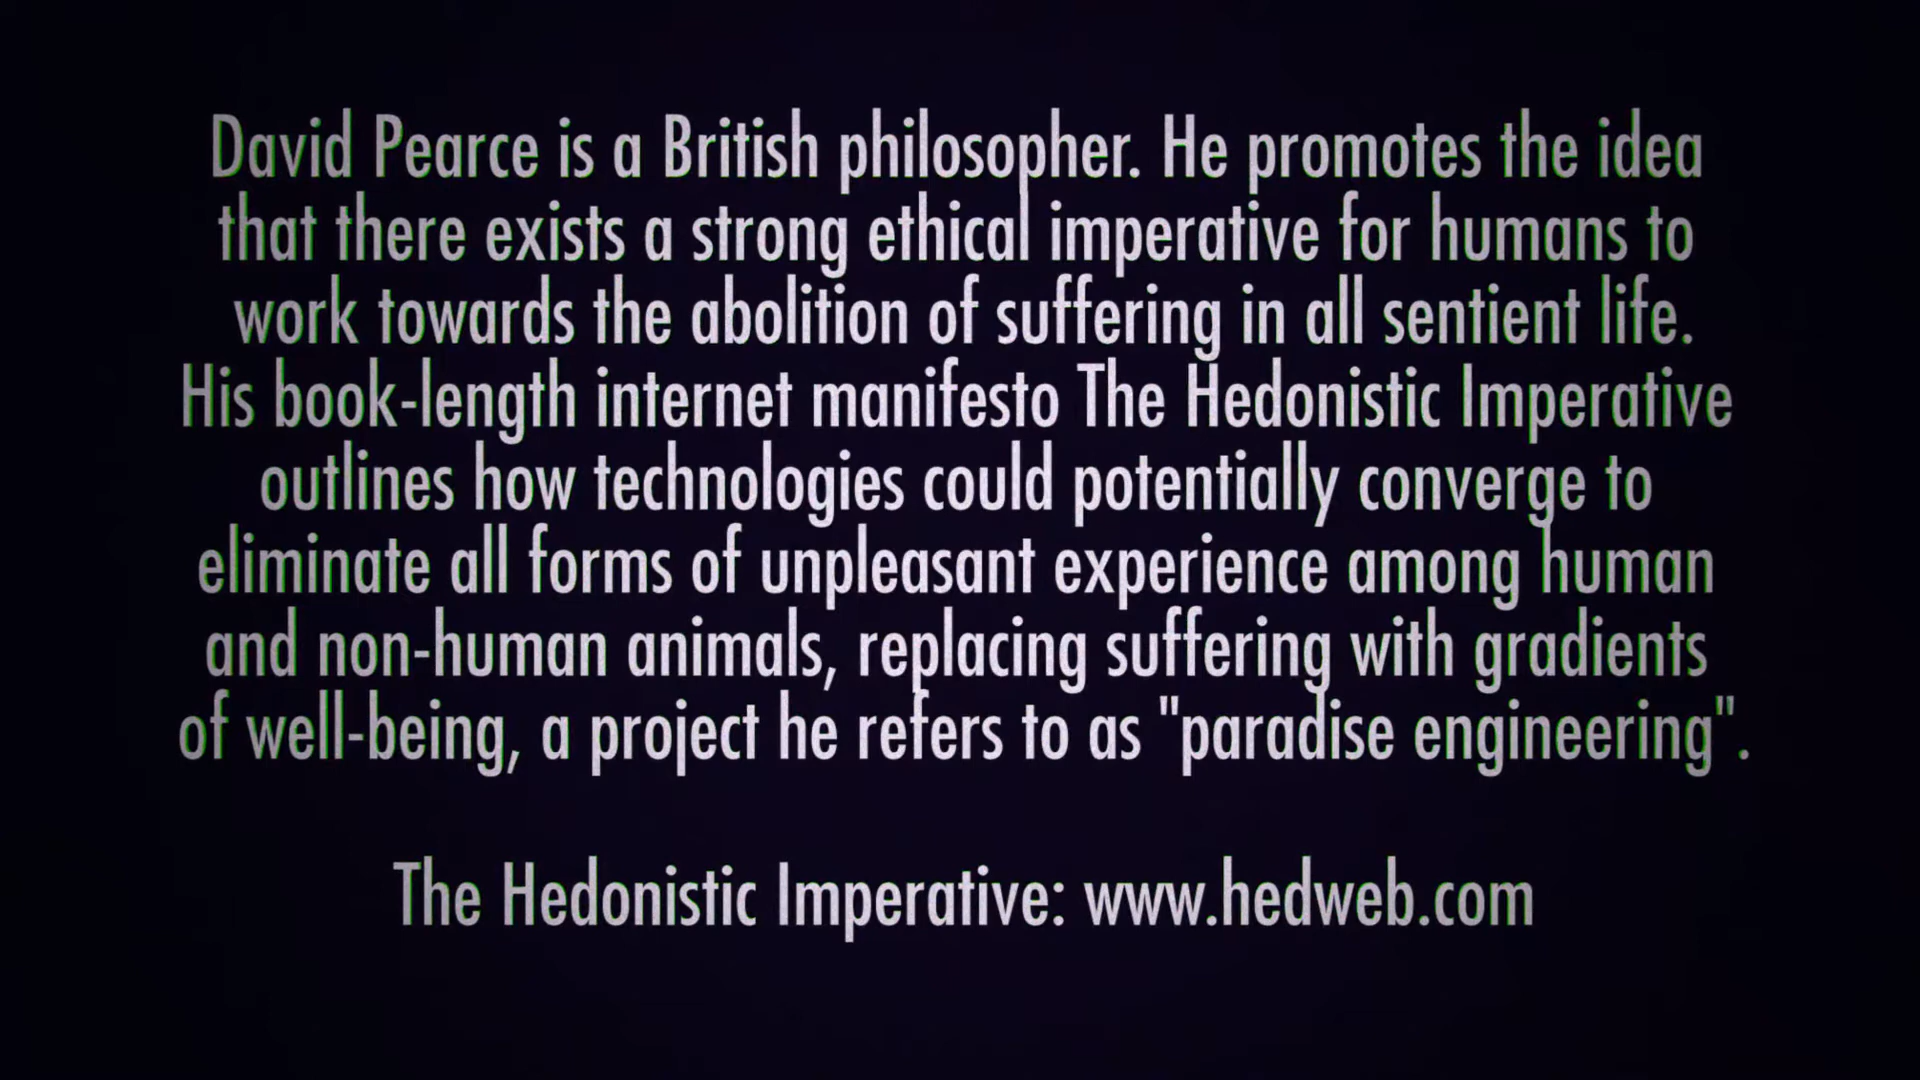 David Pearce is a British philosopher. He promotes the idea
that there exists a strong ethical imperative for humans to
work towards the abolition of suffering in all sentient life.
His book-length internet manifesto The Hedonistic Imperative
outlines how technologies could potentially converge to
eliminate all forms of unpleasant experience among human
and non-human animals, replacing suffering with gradients
of well-being, a project he refers to as "paradise engineering".
The Hedonistic Imperative: www.hedweb.com